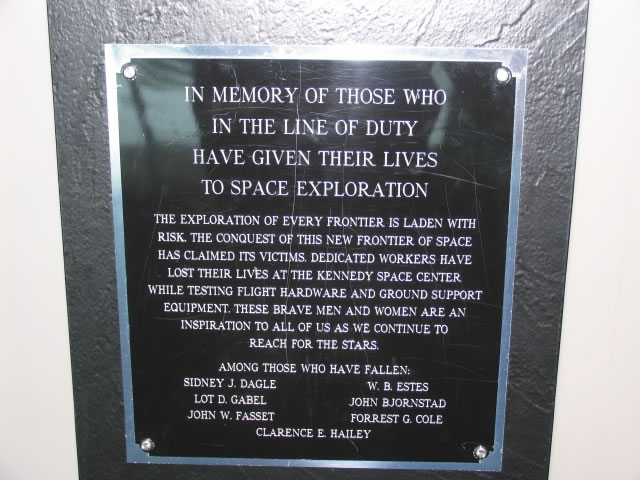 IN MEMORY OF THOSE WHO
IN THE LINE OF DUTY
HAVE GIVEN THEIR LIVES
TO SPACE EXPLORATION
THE EXPLORATION OF EVERY FRONTIER IS LADEN WITH
RISK. THE CONQUEST OF THIS NEW FRONTIER OF SPACE
HAS CLAIMED ITS VICTIMS. DEDICATED WORKERS HAVE
LOST THEIR LIVES AT THE KENNEDY SPACE CENTER
WHILE TESTING FLIGHT HARDWARE AND GROUND SUPPORT
EQUIPMENT. THESE BRAVE MEN AND WOMEN ARE AN
INSPIRATION TO ALL OF US AS WE CONTINUE TO
REACH FOR THE STARS.
AMONG THOSE WHO HAVE FALLEN:
SIDNEY J. DAGLE W. B. ESTES
LOT D. GABEL JOHN BJORNSTAD
JOHN W. FASSET FORREST G. COLE
CLARENCE E. HAILEY